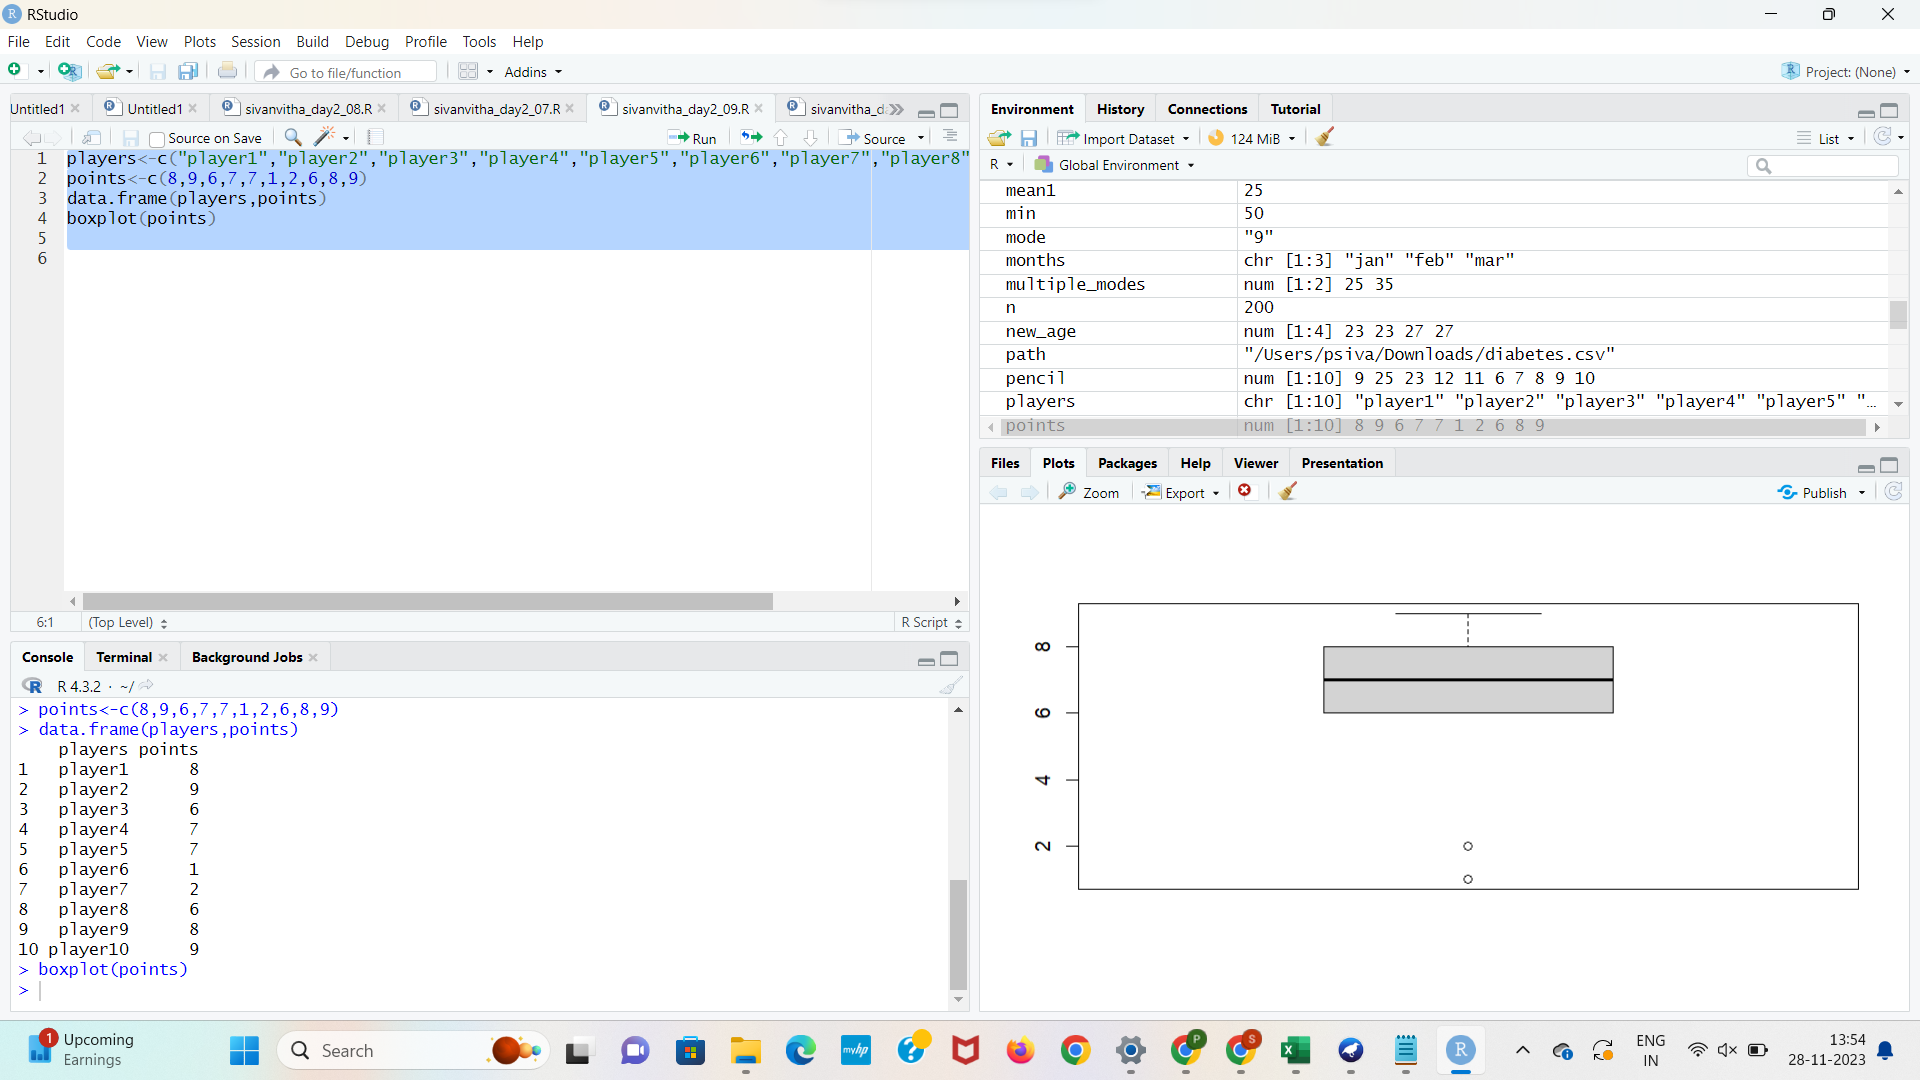 RStudio
File Edit Code View Plots Session Build Debug Profile Tools Help
Go to file/function Addins Project: (None)
Untitled1 Untitled1 sivanvitha_day2_08.R sivanvitha_day2_07.R sivanvitha_day2_09.R sivanvitha_d
Source on Save Run Source
1 players<-c("player1","player2","player3","player4","player5","player6","player7","player8"
2 points<-c(8,9,6,7,7,1,2,6,8,9)
3 data.frame(players,points)
4 boxplot(points)
5
6
6:1 (Top Level) R Script
Console Terminal Background Jobs
R 4.3.2 · ~/
> points<-c(8,9,6,7,7,1,2,6,8,9)
> data.frame(players,points)
players points
1 player1 8
2 player2 9
3 player3 6
4 player4 7
5 player5 7
6 player6 1
7 player7 2
8 player8 6
9 player9 8
10 player10 9
> boxplot(points)
>
Environment History Connections Tutorial
Import Dataset 124 MiB List
R Global Environment
mean1 25
min 50
mode "9"
months chr [1:3] "jan" "feb" "mar"
multiple_modes num [1:2] 25 35
n 200
new_age num [1:4] 23 23 27 27
path "/Users/psiva/Downloads/diabetes.csv"
pencil num [1:10] 9 25 23 12 11 6 7 8 9 10
players chr [1:10] "player1" "player2" "player3" "player4" "player5" "...
points num [1:10] 8 9 6 7 7 1 2 6 8 9
Files Plots Packages Help Viewer Presentation
Zoom Export Publish
8
6
4
2
1 Upcoming
Earnings
Search
myhp
P
S
R
ENG
IN
13:54
28-11-2023